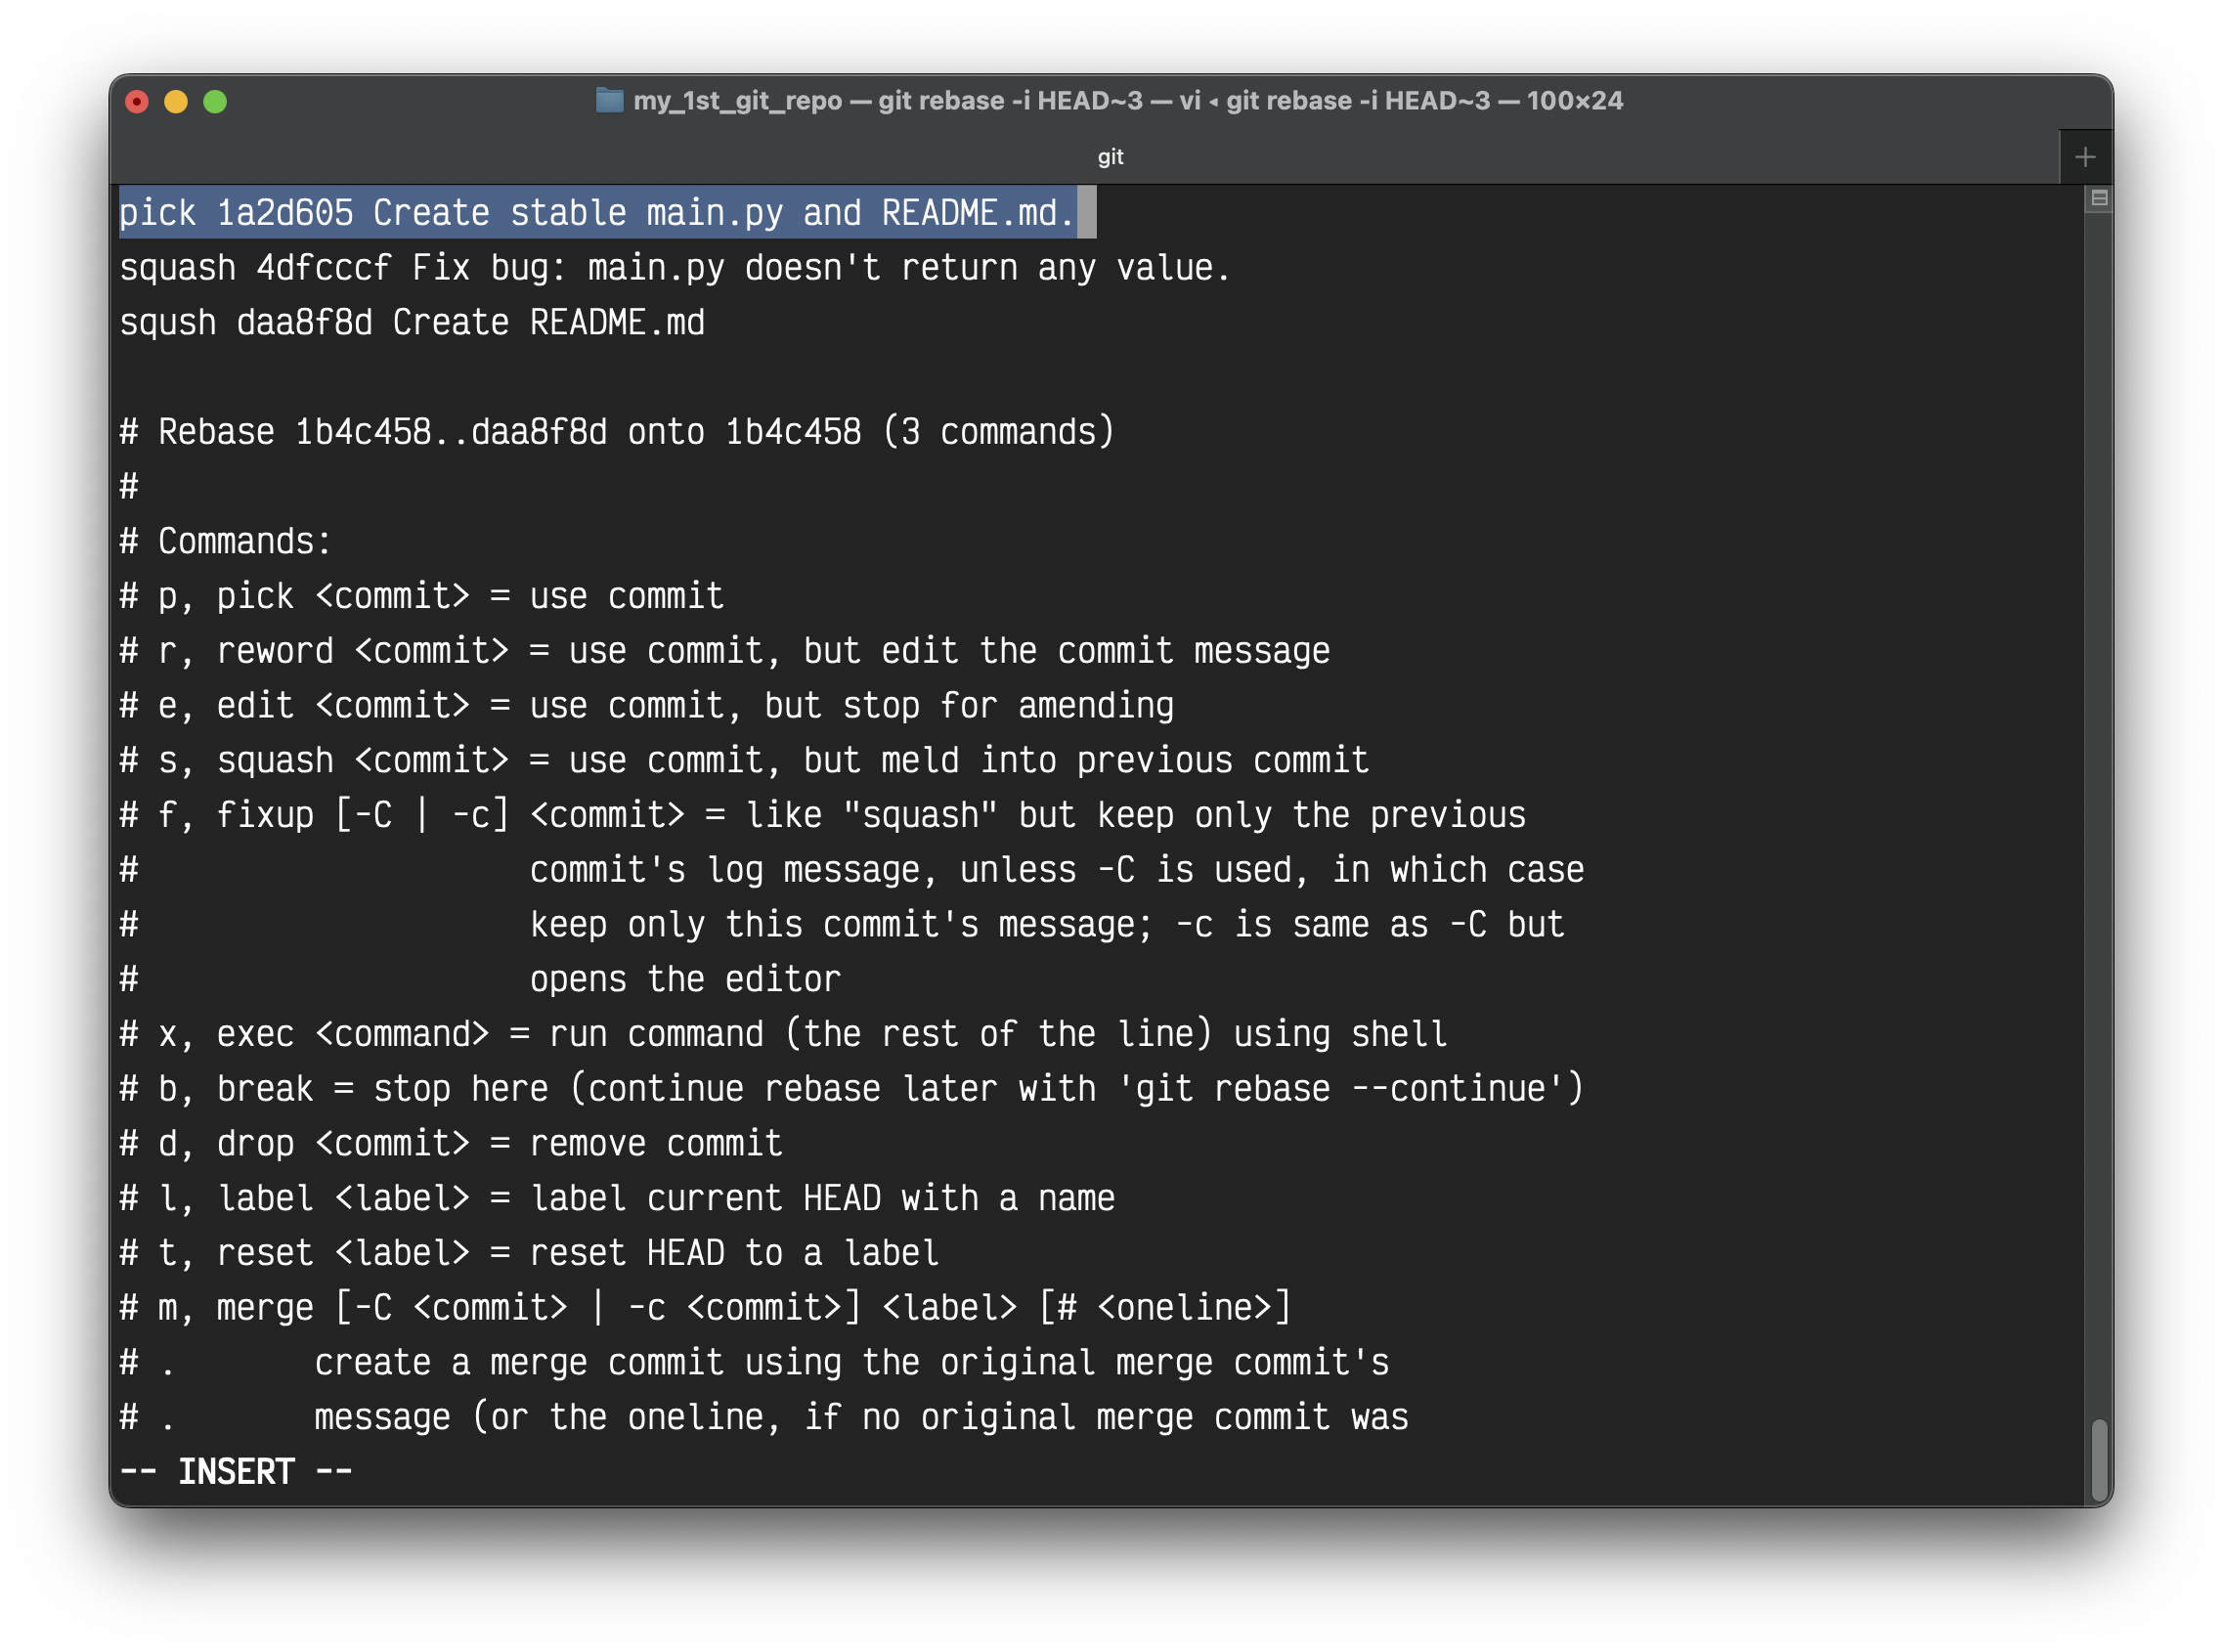 my_1st_git_repo — git rebase -i HEAD~3 — vi ◂ git rebase -i HEAD~3 — 100×24
git
pick 1a2d605 Create stable main.py and README.md.
squash 4dfcccf Fix bug: main.py doesn't return any value.
sqush daa8f8d Create README.md
# Rebase 1b4c458..daa8f8d onto 1b4c458 (3 commands)
#
# Commands:
# p, pick <commit> = use commit
# r, reword <commit> = use commit, but edit the commit message
# e, edit <commit> = use commit, but stop for amending
# s, squash <commit> = use commit, but meld into previous commit
# f, fixup [-C | -c] <commit> = like "squash" but keep only the previous
#                    commit's log message, unless -C is used, in which case
#                    keep only this commit's message; -c is same as -C but
#                    opens the editor
# x, exec <command> = run command (the rest of the line) using shell
# b, break = stop here (continue rebase later with 'git rebase --continue')
# d, drop <commit> = remove commit
# l, label <label> = label current HEAD with a name
# t, reset <label> = reset HEAD to a label
# m, merge [-C <commit> | -c <commit>] <label> [# <oneline>]
# .       create a merge commit using the original merge commit's
# .       message (or the oneline, if no original merge commit was
-- INSERT --